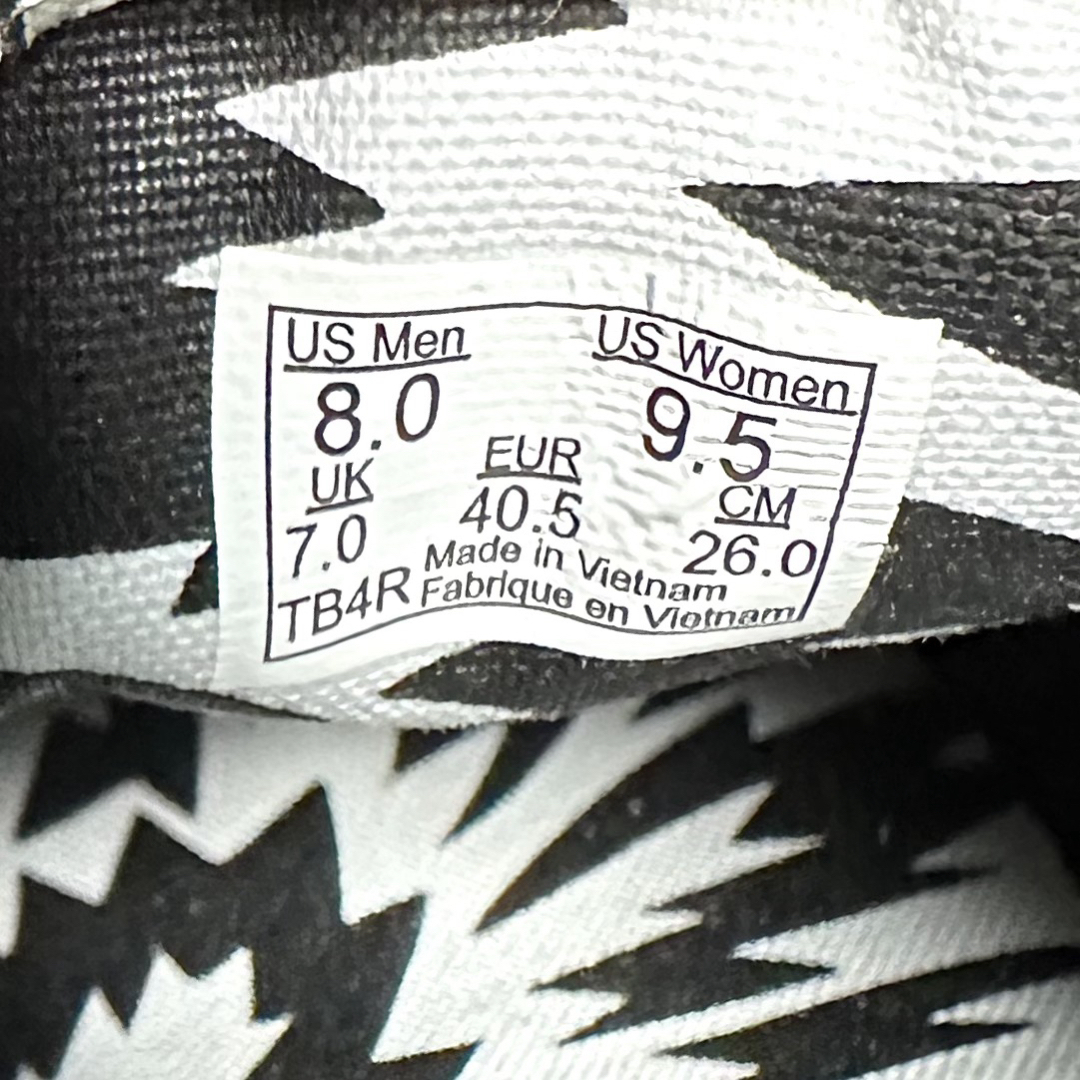 US Men US Women
8.0 9.5
UK EUR CM
7.0 40.5 26.0
Made in Vietnam
TB4R Fabrique en Vietnam